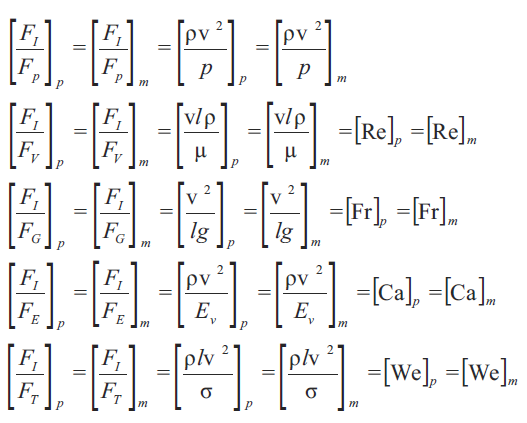 [F_I/F_p]_p = [F_I/F_p]_m = [ρv²/p]_p = [ρv²/p]_m
[F_I/F_V]_p = [F_I/F_V]_m = [vlρ/μ]_p = [vlρ/μ]_m = [Re]_p = [Re]_m
[F_I/F_G]_p = [F_I/F_G]_m = [v²/lg]_p = [v²/lg]_m = [Fr]_p = [Fr]_m
[F_I/F_E]_p = [F_I/F_E]_m = [ρv²/E_v]_p = [ρv²/E_v]_m = [Ca]_p = [Ca]_m
[F_I/F_T]_p = [F_I/F_T]_m = [ρlv²/σ]_p = [ρlv²/σ]_m = [We]_p = [We]_m